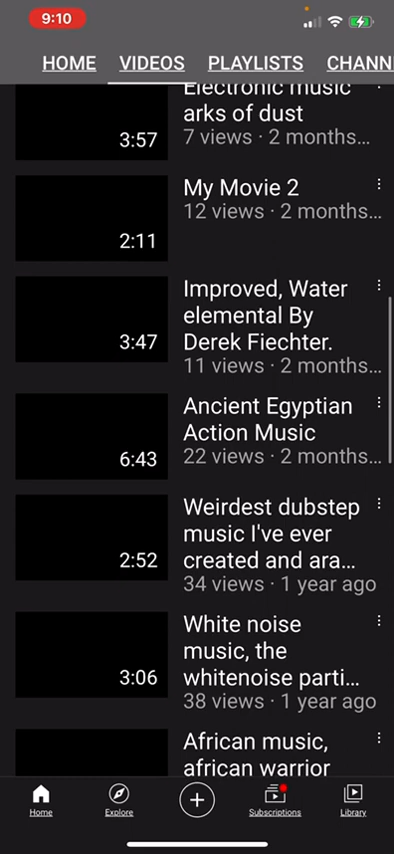 9:10
HOME VIDEOS PLAYLISTS CHANN
Electronic music
arks of dust
3:57
7 views · 2 months...
My Movie 2
12 views · 2 months...
2:11
Improved, Water
elemental By
Derek Fiechter.
3:47
11 views · 2 months...
Ancient Egyptian
Action Music
6:43
22 views · 2 months...
Weirdest dubstep
music I've ever
created and ara...
2:52
34 views · 1 year ago
White noise
music, the
whitenoise parti...
3:06
38 views · 1 year ago
African music,
african warrior
Home Explore Subscriptions Library